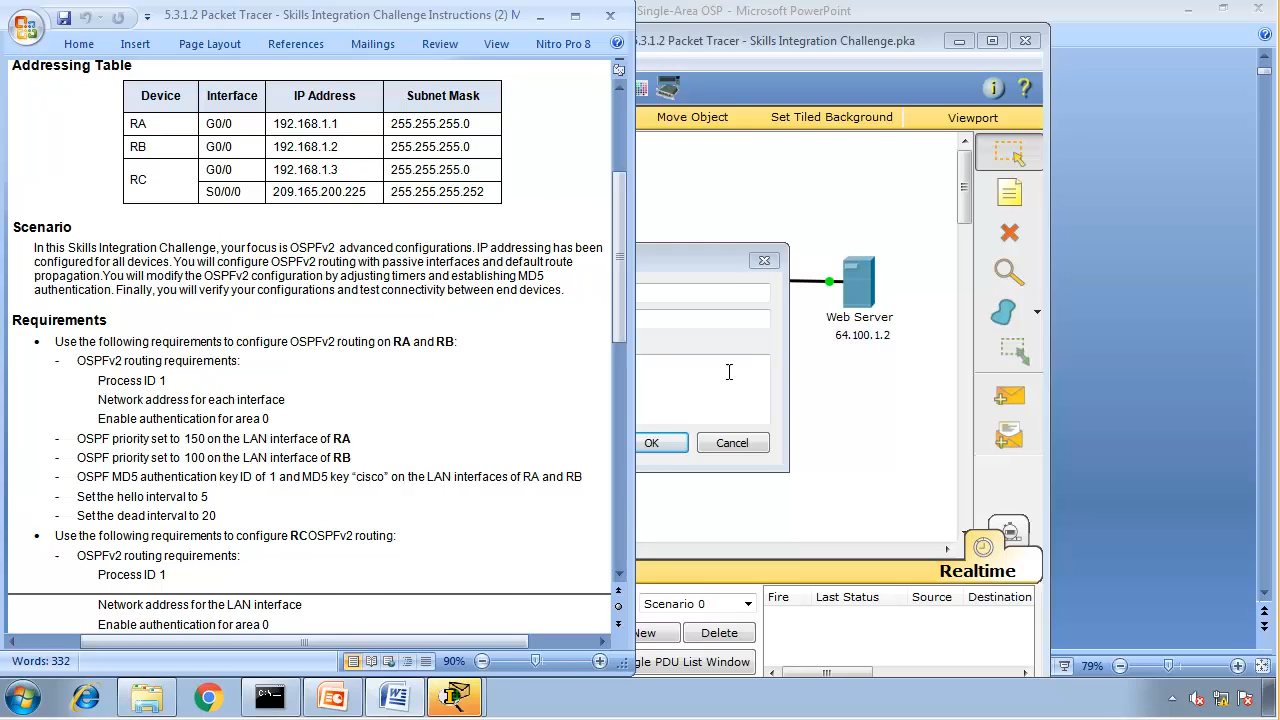 5.3.1.2 Packet Tracer - Skills Integration Challenge Instructions (2) M
Single-Area OSP - Microsoft PowerPoint
Home Insert Page Layout References Mailings Review View Nitro Pro 8
5.3.1.2 Packet Tracer - Skills Integration Challenge.pka
Move Object Set Tiled Background Viewport
Addressing Table
Device Interface IP Address Subnet Mask
RA G0/0 192.168.1.1 255.255.255.0
RB G0/0 192.168.1.2 255.255.255.0
RC G0/0 192.168.1.3 255.255.255.0
S0/0/0 209.165.200.225 255.255.255.252
Scenario
In this Skills Integration Challenge, your focus is OSPFv2 advanced configurations. IP addressing has been
configured for all devices. You will configure OSPFv2 routing with passive interfaces and default route
propagation.You will modify the OSPFv2 configuration by adjusting timers and establishing MD5
authentication. Finally, you will verify your configurations and test connectivity between end devices.
Requirements
• Use the following requirements to configure OSPFv2 routing on RA and RB:
- OSPFv2 routing requirements:
Process ID 1
Network address for each interface
Enable authentication for area 0
- OSPF priority set to 150 on the LAN interface of RA
- OSPF priority set to 100 on the LAN interface of RB
- OSPF MD5 authentication key ID of 1 and MD5 key “cisco” on the LAN interfaces of RA and RB
- Set the hello interval to 5
- Set the dead interval to 20
• Use the following requirements to configure RCOSPFv2 routing:
- OSPFv2 routing requirements:
Process ID 1
Network address for the LAN interface
Enable authentication for area 0
Words: 332
90%
Web Server
64.100.1.2
OK Cancel
Realtime
Scenario 0
New Delete
gle PDU List Window
Fire Last Status Source Destination
79%